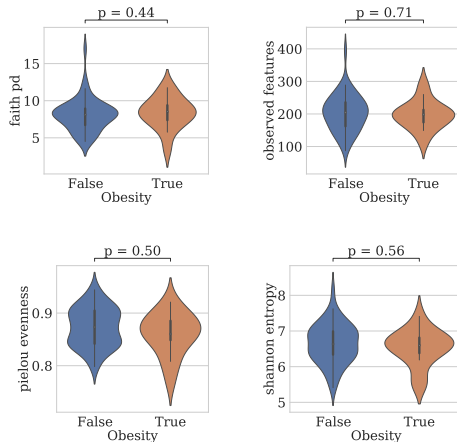 p = 0.44
faith pd
15
10
5
False True
Obesity
p = 0.71
observed features
400
300
200
100
False True
Obesity
p = 0.50
pielou evenness
0.9
0.8
False True
Obesity
p = 0.56
shannon entropy
8
7
6
5
False True
Obesity